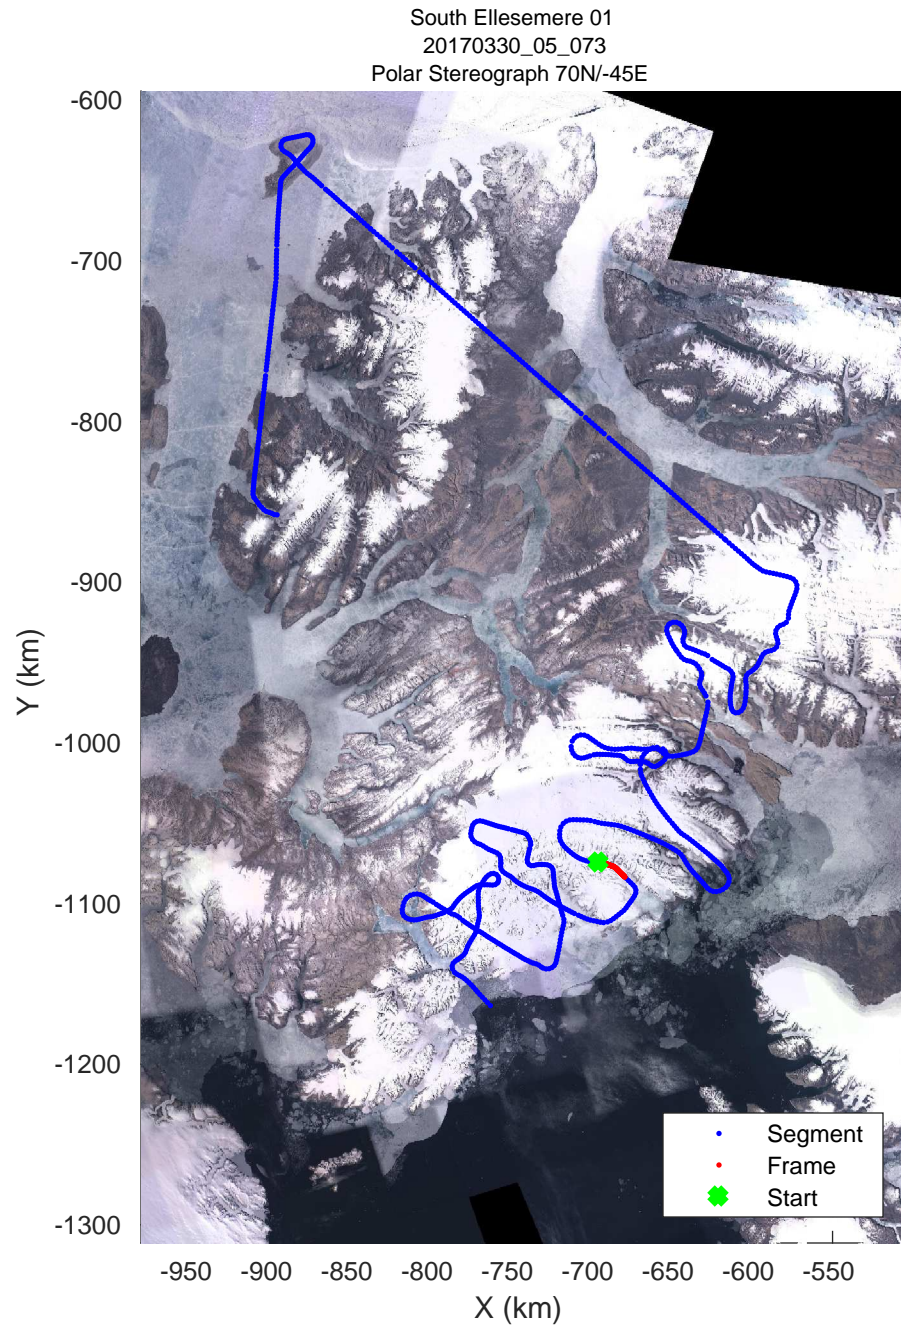 South Ellesemere 01
20170330_05_073
Polar Stereograph 70N/-45E
-600
-700
-800
-900
-1000
-1100
-1200
-1300
Y (km)
Segment
Frame
Start
-950 -900 -850 -800 -750 -700 -650 -600 -550
X (km)